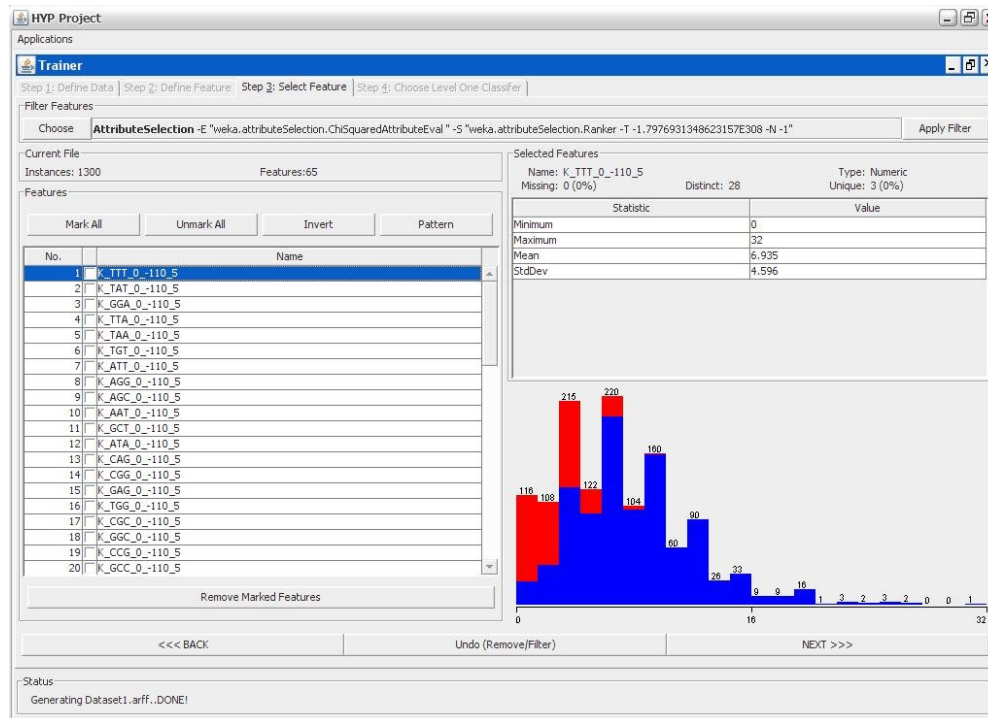 HYP Project
Applications
Trainer
Step 1: Define Data Step 2: Define Feature Step 3: Select Feature Step 4: Choose Level One Classifer
Filter Features
Choose AttributeSelection -E "weka.attributeSelection.ChiSquaredAttributeEval " -S "weka.attributeSelection.Ranker -T -1.7976931348623157E308 -N -1" Apply Filter
Current File
Instances: 1300 Features:65
Features
Mark All Unmark All Invert Pattern
No. Name
1 K_TTT_0_-110_5
2 K_TAT_0_-110_5
3 K_GGA_0_-110_5
4 K_TTA_0_-110_5
5 K_TAA_0_-110_5
6 K_TGT_0_-110_5
7 K_ATT_0_-110_5
8 K_AGG_0_-110_5
9 K_AGC_0_-110_5
10 K_AAT_0_-110_5
11 K_GCT_0_-110_5
12 K_ATA_0_-110_5
13 K_CAG_0_-110_5
14 K_CGG_0_-110_5
15 K_GAG_0_-110_5
16 K_TGG_0_-110_5
17 K_CGC_0_-110_5
18 K_GGC_0_-110_5
19 K_CCG_0_-110_5
20 K_GCC_0_-110_5
Remove Marked Features
Selected Features
Name: K_TTT_0_-110_5 Type: Numeric
Missing: 0 (0%) Distinct: 28 Unique: 3 (0%)
Statistic Value
Minimum 0
Maximum 32
Mean 6.935
StdDev 4.596
116 108 215 122 220 104 160 60 90 26 33 9 9 16 1 3 2 3 2 0 0 1
0 16 32
<<< BACK Undo (Remove/Filter) NEXT >>>
Status
Generating Dataset1.arff..DONE!